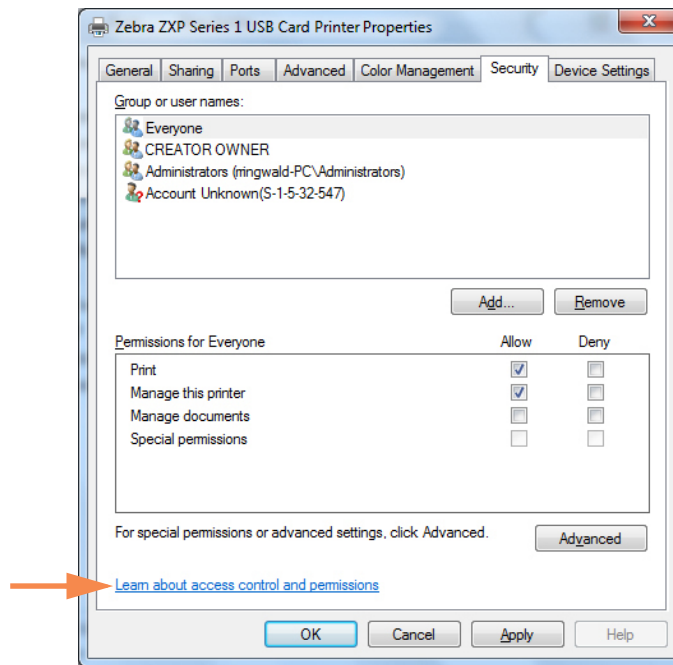 Zebra ZXP Series 1 USB Card Printer Properties
General Sharing Ports Advanced Color Management Security Device Settings
Group or user names:
Everyone
CREATOR OWNER
Administrators (rringwald-PC\Administrators)
Account Unknown(S-1-5-32-547)
Add... Remove
Permissions for Everyone Allow Deny
Print
Manage this printer
Manage documents
Special permissions
For special permissions or advanced settings, click Advanced.
Advanced
Learn about access control and permissions
OK Cancel Apply Help